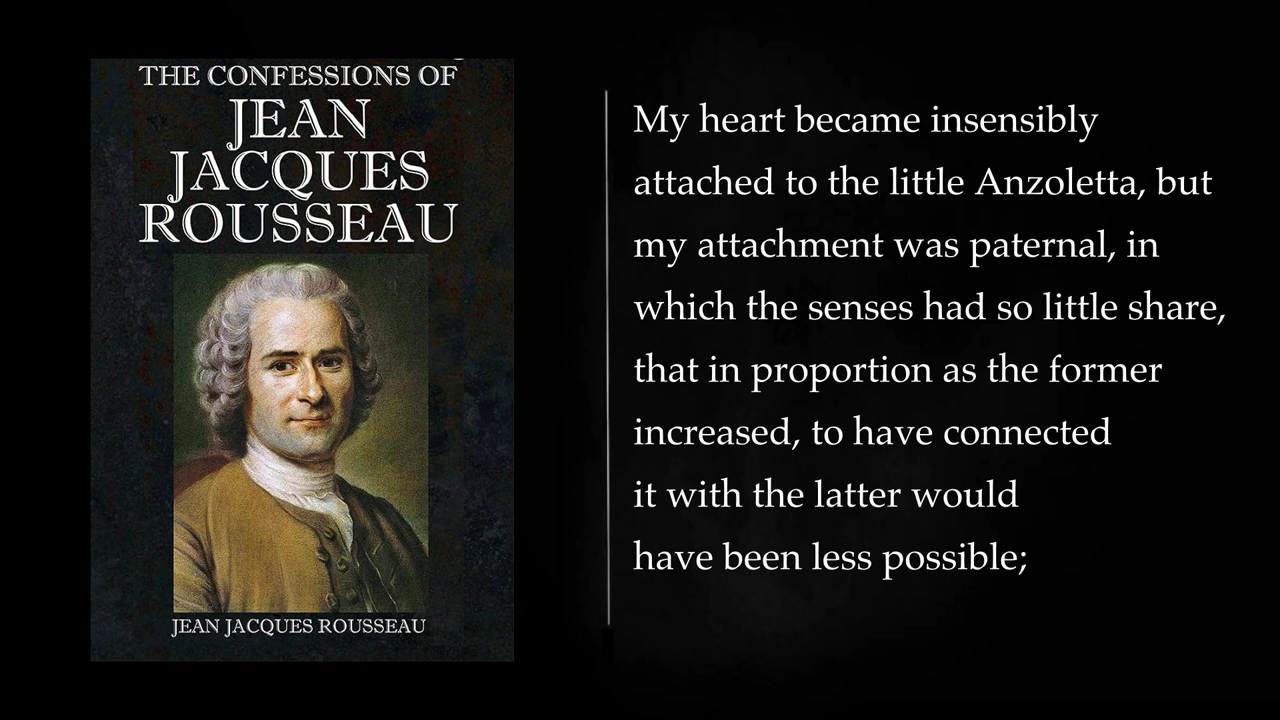 THE CONFESSIONS OF
JEAN
JACQUES
ROUSSEAU
JEAN JACQUES ROUSSEAU
My heart became insensibly
attached to the little Anzoletta, but
my attachment was paternal, in
which the senses had so little share,
that in proportion as the former
increased, to have connected
it with the latter would
have been less possible;